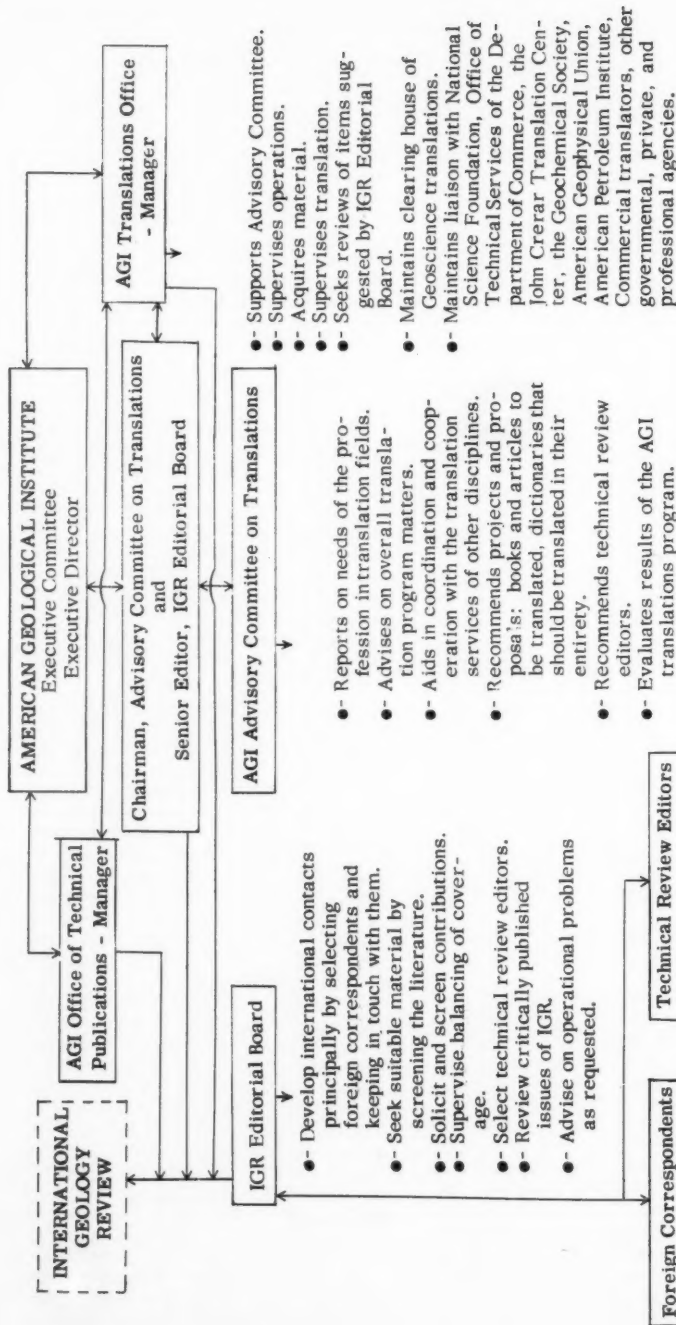 INTERNATIONAL
GEOLOGY
REVIEW
AMERICAN GEOLOGICAL INSTITUTE
Executive Committee
Executive Director
AGI Office of Technical
Publications - Manager
AGI Translations Office
- Manager
Chairman, Advisory Committee on Translations
and
Senior Editor, IGR Editorial Board
IGR Editorial Board
AGI Advisory Committee on Translations
- Develop international contacts
principally by selecting
foreign correspondents and
keeping in touch with them.
- Seek suitable material by
screening the literature.
- Solicit and screen contributions.
- Supervise balancing of cover-
age.
- Select technical review editors.
- Review critically published
issues of IGR.
- Advise on operational problems
as requested.
- Reports on needs of the pro-
fession in translation fields.
- Advises on overall transla-
tion program matters.
- Aids in coordination and coop-
eration with the translation
services of other disciplines.
- Recommends projects and pro-
posals: books and articles to
be translated, dictionaries that
should be translated in their
entirety.
- Recommends technical review
editors.
- Evaluates results of the AGI
translations program.
- Supports Advisory Committee.
- Supervises operations.
- Acquires material.
- Supervises translation.
- Seeks reviews of items sug-
gested by IGR Editorial
Board.
- Maintains clearing house of
Geoscience translations.
- Maintains liaison with National
Science Foundation, Office of
Technical Services of the De-
partment of Commerce, the
John Crerar Translation Cen-
ter, the Geochemical Society,
American Geophysical Union,
American Petroleum Institute,
Commercial translators, other
governmental, private, and
professional agencies.
Foreign Correspondents
Technical Review Editors